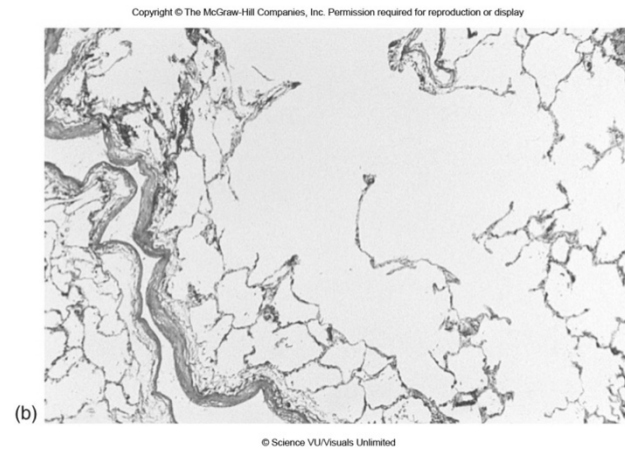 Copyright © The McGraw-Hill Companies, Inc. Permission required for reproduction or display
(b)
© Science VU/Visuals Unlimited